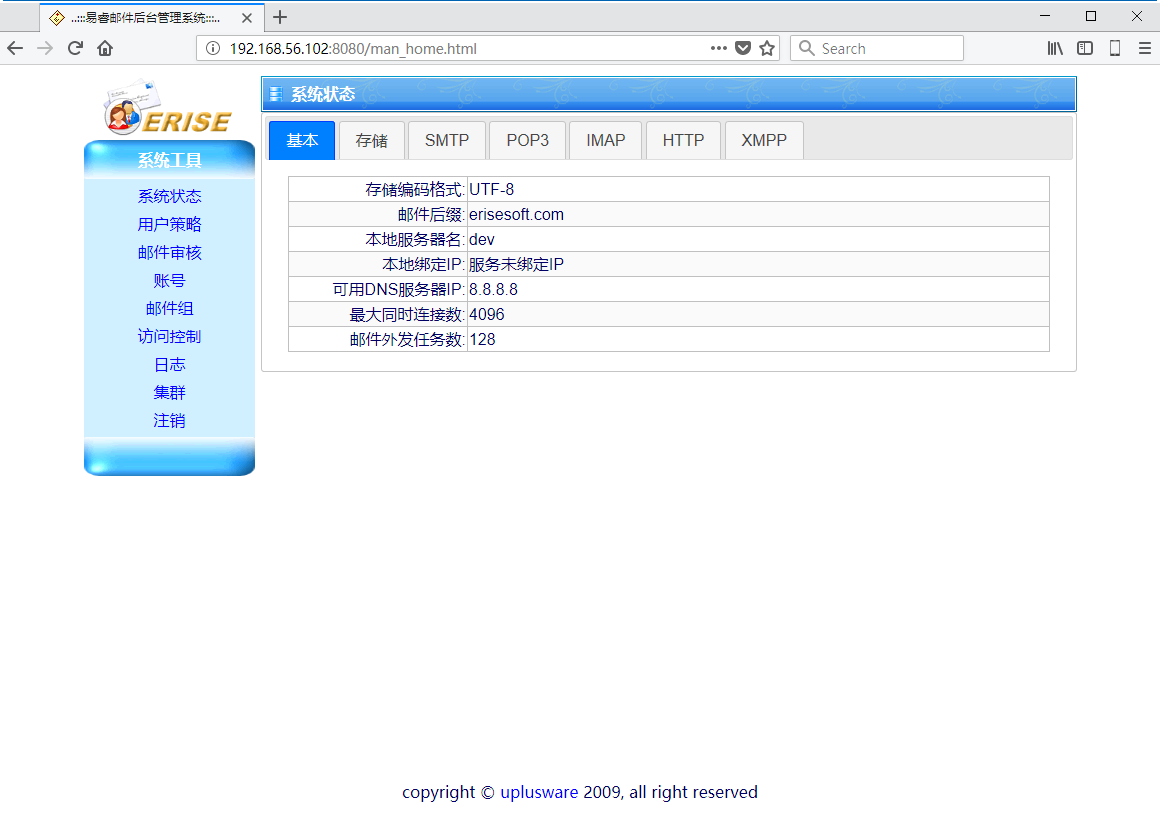 ..:::易睿邮件后台管理系统:::..
192.168.56.102:8080/man_home.html
Search
ERISE
系统工具
系统状态
用户策略
邮件审核
账号
邮件组
访问控制
日志
集群
注销
系统状态
基本 存储 SMTP POP3 IMAP HTTP XMPP
存储编码格式: UTF-8
邮件后缀: erisesoft.com
本地服务器名: dev
本地绑定IP: 服务未绑定IP
可用DNS服务器IP: 8.8.8.8
最大同时连接数: 4096
邮件外发任务数: 128
copyright © uplusware 2009, all right reserved